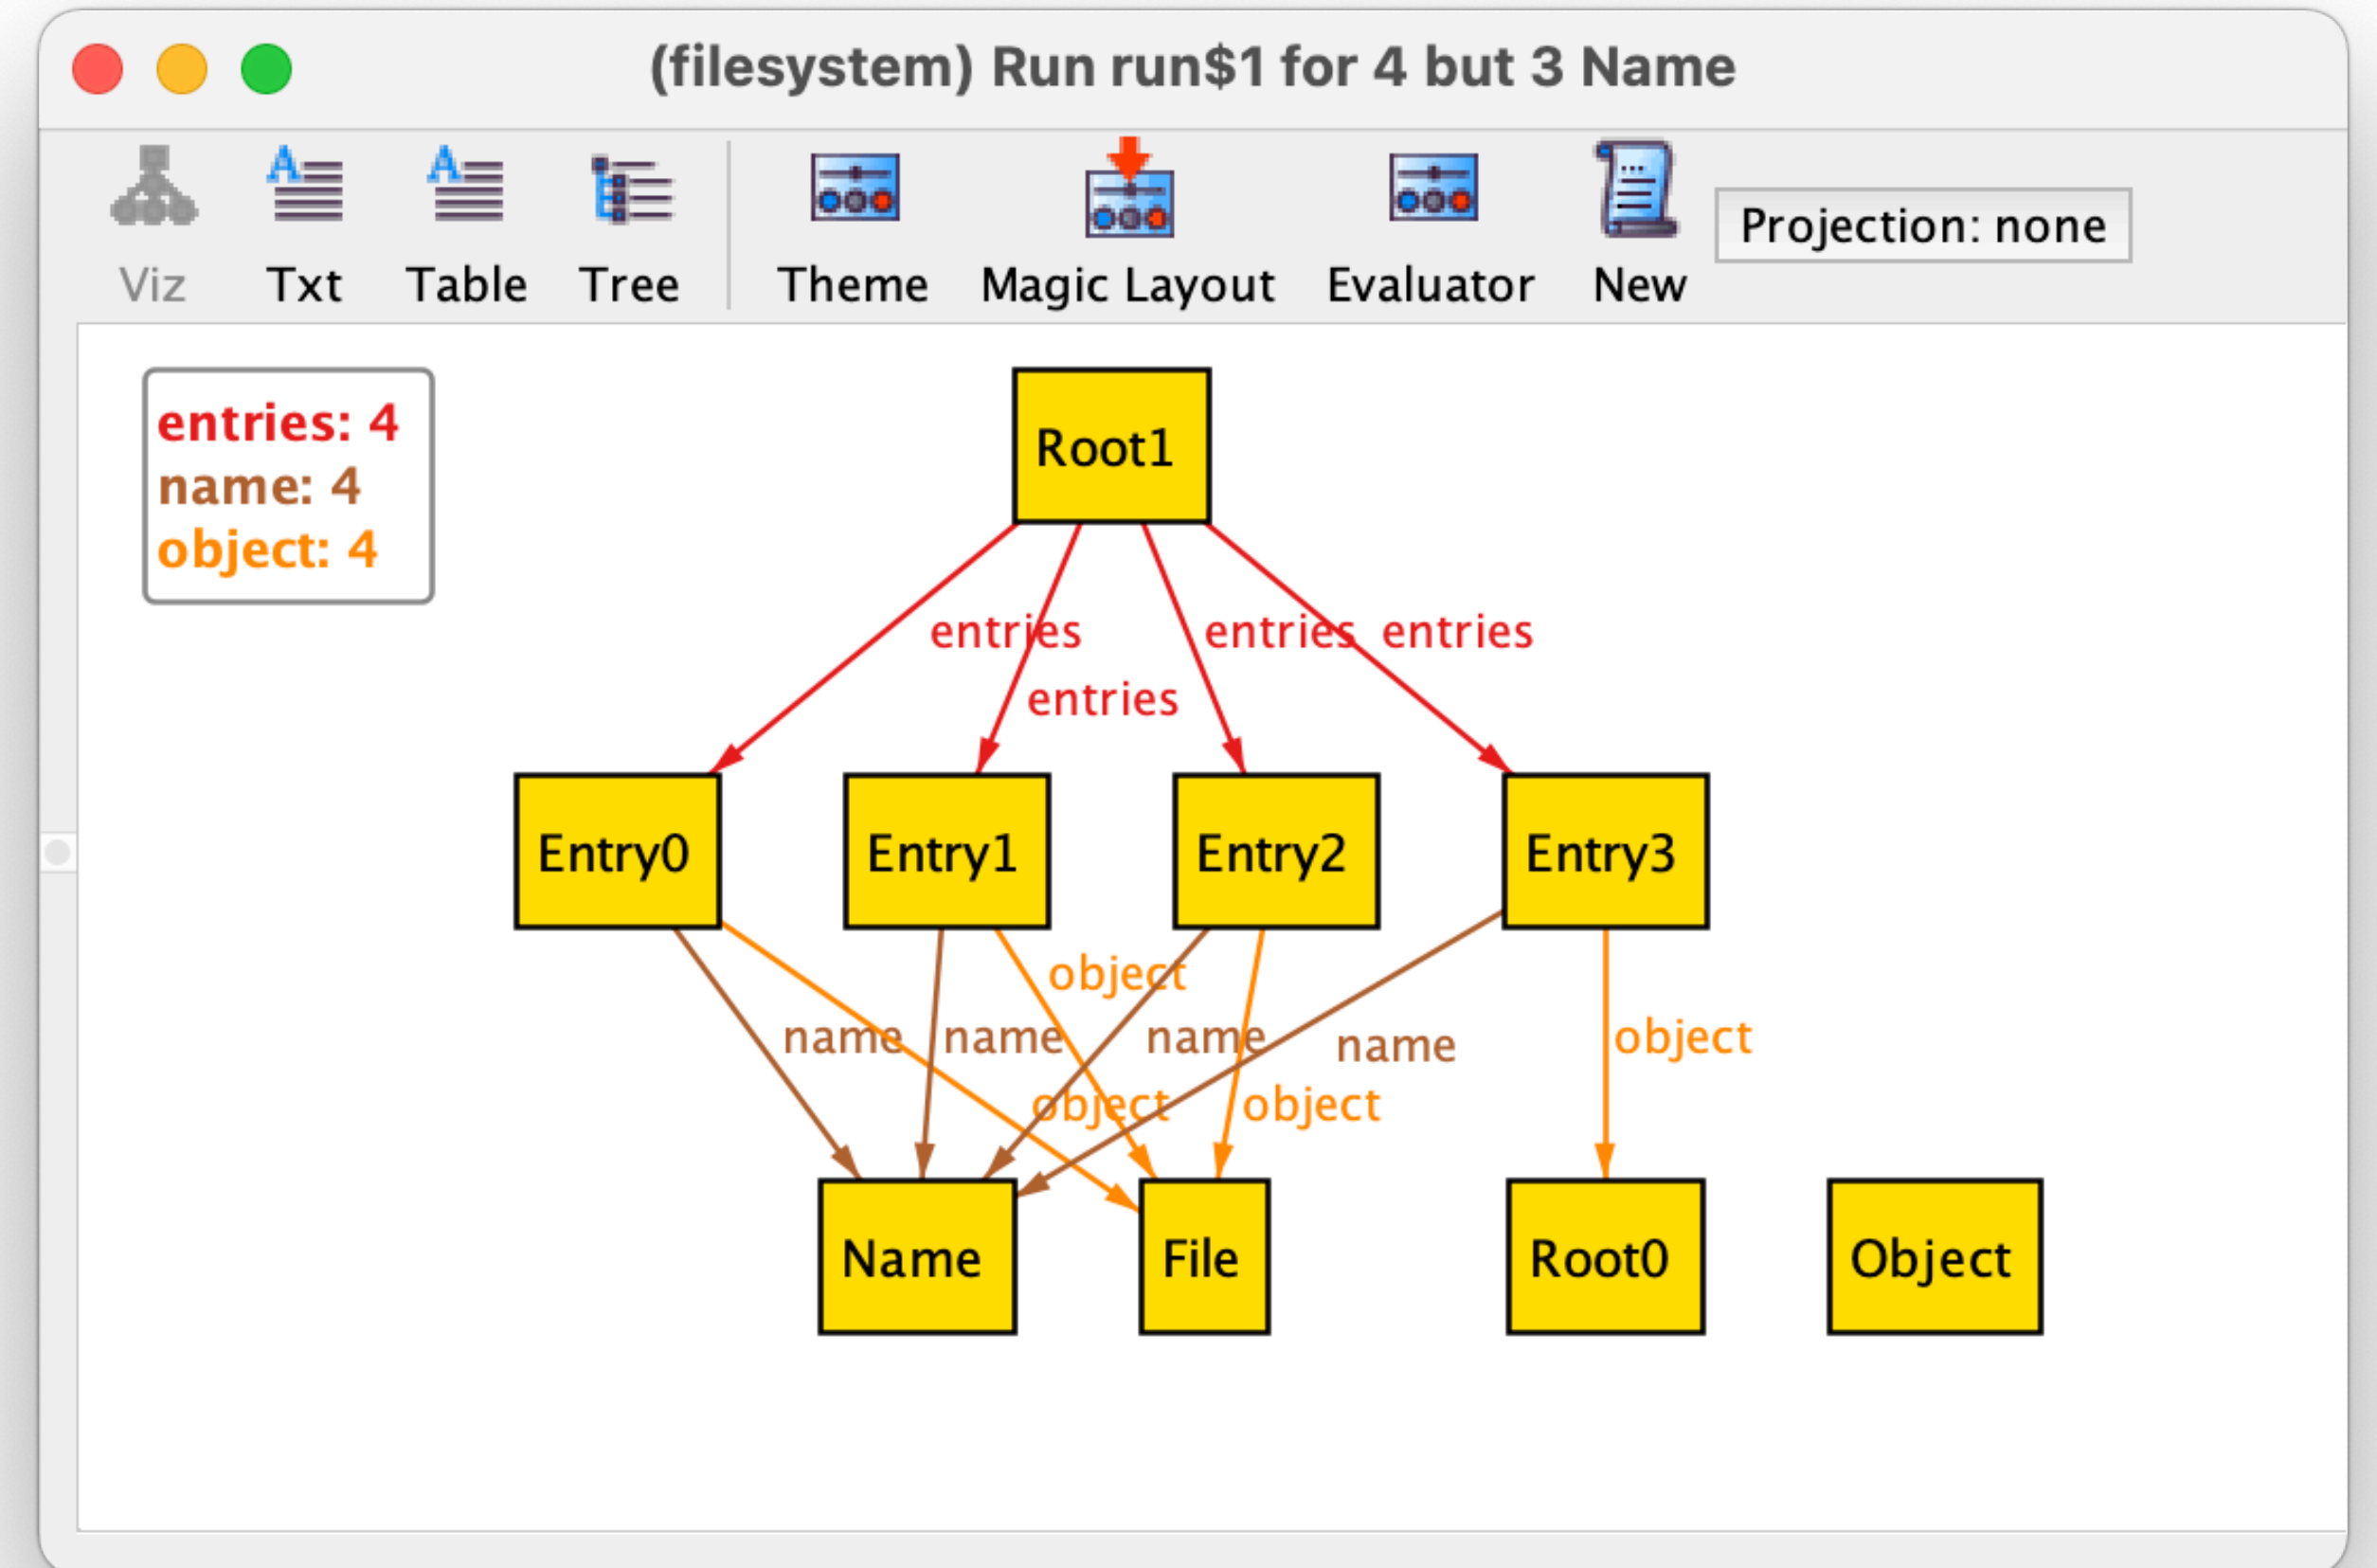 (filesystem) Run run$1 for 4 but 3 Name
Viz Txt Table Tree Theme Magic Layout Evaluator New Projection: none
entries: 4
name: 4
object: 4
Root1
entries entries entries
entries
Entry0 Entry1 Entry2 Entry3
object
name name name name object
object object
Name File Root0 Object